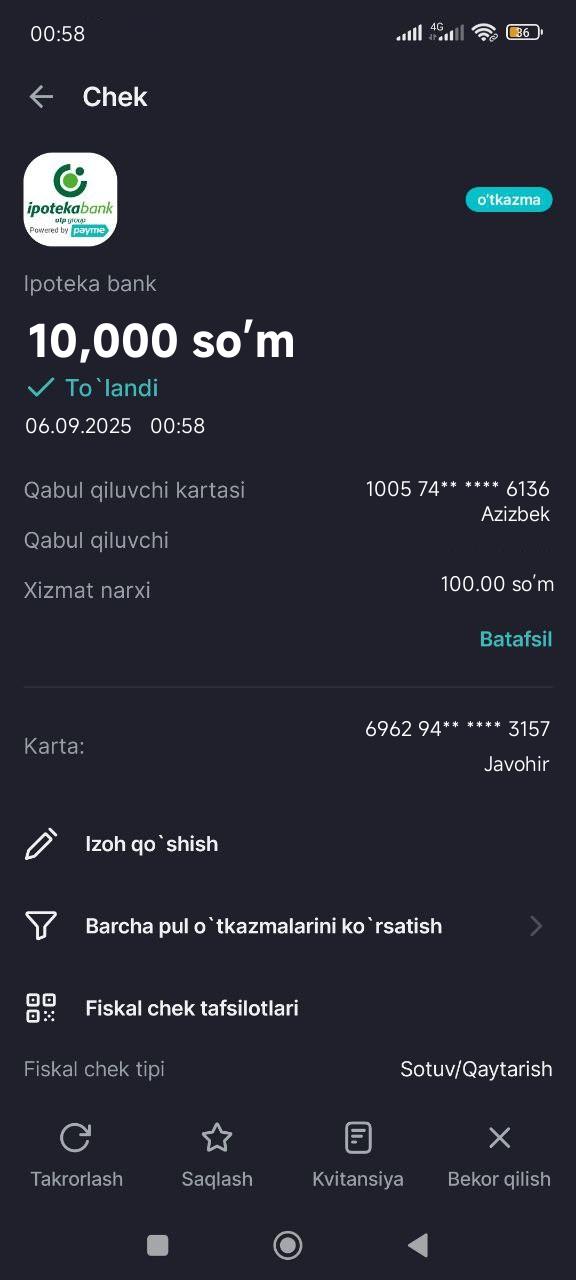 00:58
4G
36
Chek
ipotekabank
otp group
Powered by payme
o'tkazma
Ipoteka bank
10,000 so'm
To`landi
06.09.2025 00:58
Qabul qiluvchi kartasi 1005 74** **** 6136
Azizbek
Qabul qiluvchi
Xizmat narxi 100.00 so'm
Batafsil
6962 94** **** 3157
Karta:
Javohir
Izoh qo`shish
Barcha pul o`tkazmalarini ko`rsatish
Fiskal chek tafsilotlari
Fiskal chek tipi Sotuv/Qaytarish
Takrorlash Saqlash Kvitansiya Bekor qilish